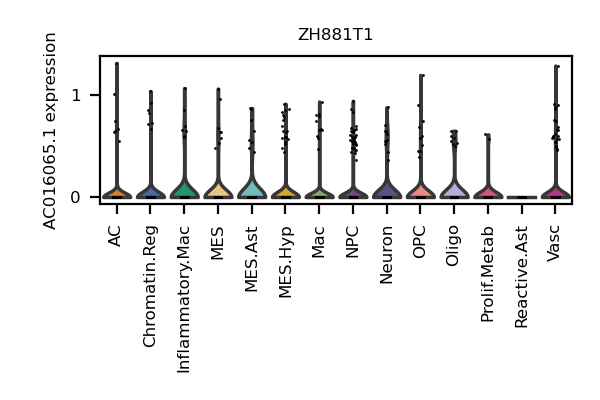 ZH881T1
AC016065.1 expression
1
0
AC
Chromatin.Reg
Inflammatory.Mac
MES
MES.Ast
MES.Hyp
Mac
NPC
Neuron
OPC
Oligo
Prolif.Metab
Reactive.Ast
Vasc